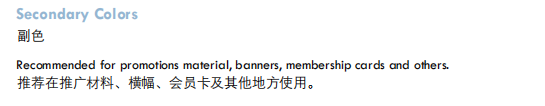 Secondary Colors
副色
Recommended for promotions material, banners, membership cards and others.
推荐在推广材料、横幅、会员卡及其他地方使用。